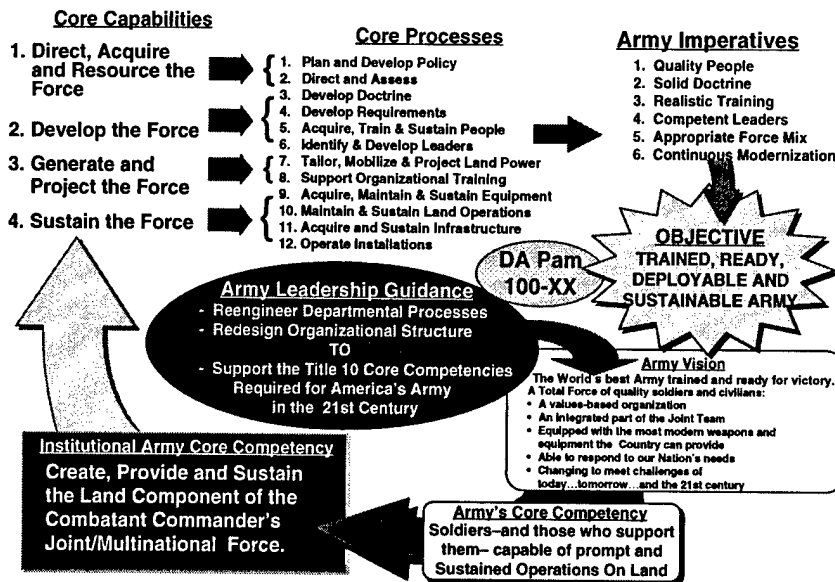 Core Capabilities
1. Direct, Acquire
and Resource the
Force
2. Develop the Force
3. Generate and
Project the Force
4. Sustain the Force
Core Processes
1. Plan and Develop Policy
2. Direct and Assess
3. Develop Doctrine
4. Develop Requirements
5. Acquire, Train & Sustain People
6. Identify & Develop Leaders
7. Tailor, Mobilize & Project Land Power
8. Support Organizational Training
9. Acquire, Maintain & Sustain Equipment
10. Maintain & Sustain Land Operations
11. Acquire and Sustain Infrastructure
12. Operate Installations
Army Imperatives
1. Quality People
2. Solid Doctrine
3. Realistic Training
4. Competent Leaders
5. Appropriate Force Mix
6. Continuous Modernization
OBJECTIVE
TRAINED, READY,
DEPLOYABLE AND
SUSTAINABLE ARMY
DA Pam
100-XX
Army Leadership Guidance
- Reengineer Departmental Processes
- Redesign Organizational Structure
TO
- Support the Title 10 Core Competencies
Required for America's Army
in the 21st Century
Army Vision
The World's best Army trained and ready for victory.
A Total Force of quality soldiers and civilians:
• A values-based organization
• An integrated part of the Joint Team
• Equipped with the most modern weapons and
equipment the Country can provide
• Able to respond to our Nation's needs
• Changing to meet challenges of
today...tomorrow...and the 21st century
Army's Core Competency
Soldiers–and those who support
them– capable of prompt and
Sustained Operations On Land
Institutional Army Core Competency
Create, Provide and Sustain
the Land Component of the
Combatant Commander's
Joint/Multinational Force.